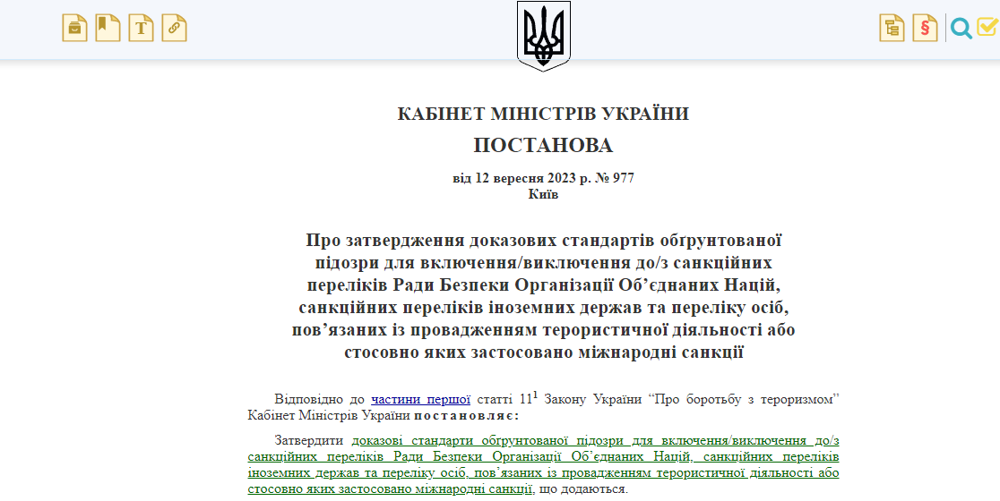 T
§
КАБІНЕТ МІНІСТРІВ УКРАЇНИ
ПОСТАНОВА
від 12 вересня 2023 р. № 977
Київ
Про затвердження доказових стандартів обґрунтованої
підозри для включення/виключення до/з санкційних
переліків Ради Безпеки Організації Об’єднаних Націй,
санкційних переліків іноземних держав та переліку осіб,
пов’язаних із провадженням терористичної діяльності або
стосовно яких застосовано міжнародні санкції
Відповідно до частини першої статті 11¹ Закону України “Про боротьбу з тероризмом”
Кабінет Міністрів України постановляє:
Затвердити доказові стандарти обґрунтованої підозри для включення/виключення до/з
санкційних переліків Ради Безпеки Організації Об’єднаних Націй, санкційних переліків
іноземних держав та переліку осіб, пов’язаних із провадженням терористичної діяльності або
стосовно яких застосовано міжнародні санкції, що додаються.